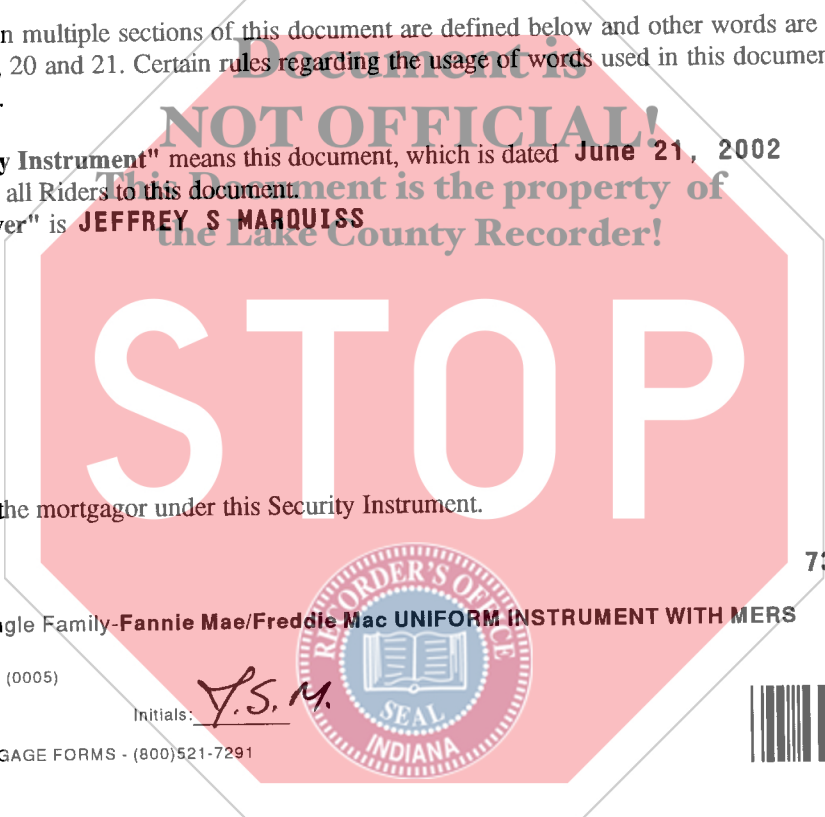 n multiple sections of this document are defined below and other words are
, 20 and 21. Certain rules regarding the usage of words used in this documen
.
Document is
NOT OFFICIAL!
y Instrument" means this document, which is dated June 21, 2002
all Riders to this document.
This Document is the property of
er" is JEFFREY S MARQUISS
the Lake County Recorder!
STOP
the mortgagor under this Security Instrument.
73
RECORDER'S OFFICE
ngle Family-Fannie Mae/Freddie Mac UNIFORM INSTRUMENT WITH MERS
(0005)
Initials: J.S.M.
SEAL
INDIANA
GAGE FORMS - (800)521-7291